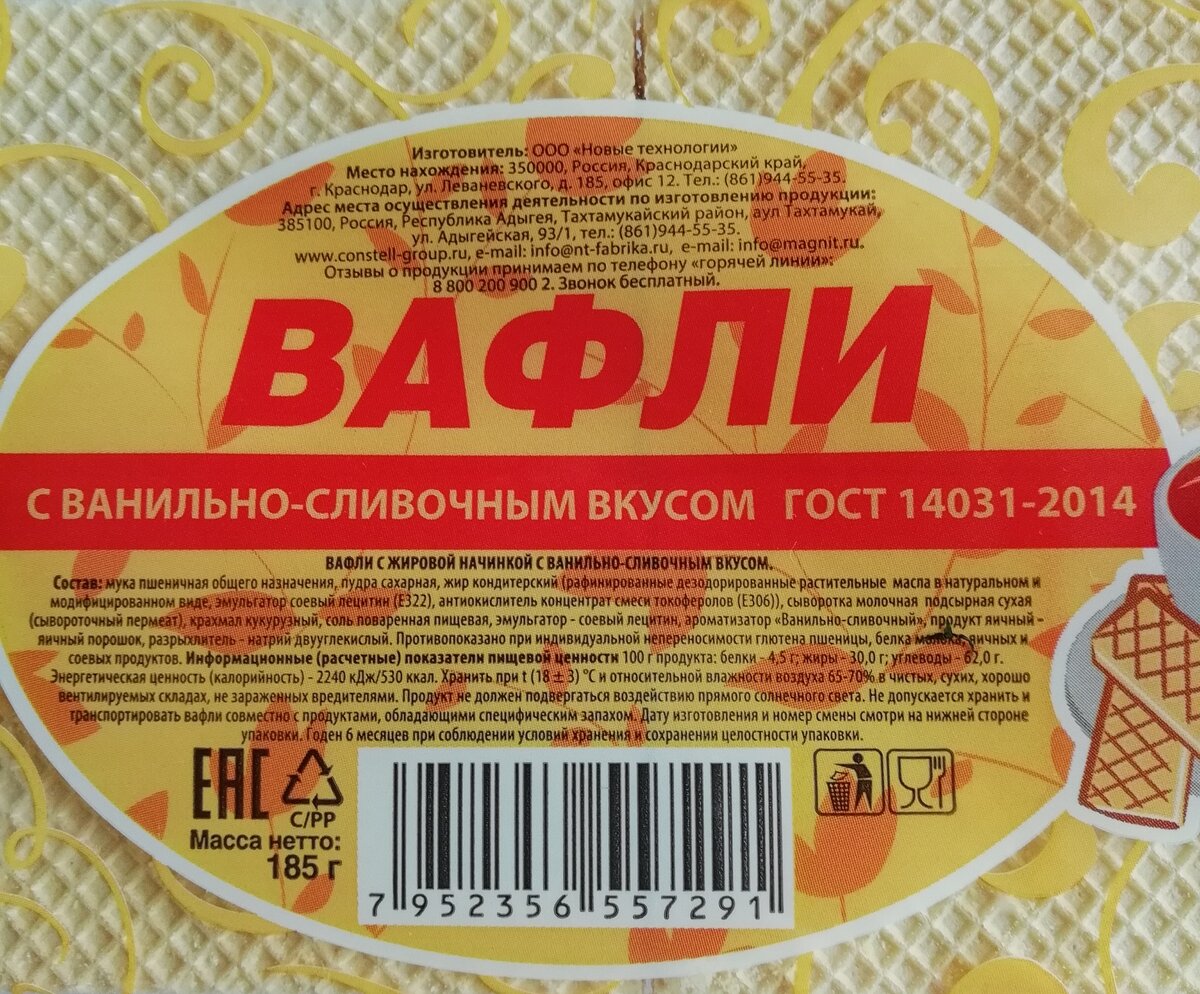 Изготовитель: ООО «Новые технологии»
Место нахождения: 350000, Россия, Краснодарский край,
г. Краснодар, ул. Леваневского, д. 185, офис 12. Тел.: (861)944-55-35.
Адрес места осуществления деятельности по изготовлению продукции:
385100, Россия, Республика Адыгея, Тахтамукайский район, аул Тахтамукай,
ул. Адыгейская, 93/1, тел.: (861)944-55-35.
www.constell-group.ru, e-mail: info@nt-fabrika.ru, e-mail: info@magnit.ru.
Отзывы о продукции принимаем по телефону «горячей линии»:
8 800 200 900 2. Звонок бесплатный.
ВАФЛИ
С ВАНИЛЬНО-СЛИВОЧНЫМ ВКУСОМ ГОСТ 14031-2014
ВАФЛИ С ЖИРОВОЙ НАЧИНКОЙ С ВАНИЛЬНО-СЛИВОЧНЫМ ВКУСОМ.
Состав: мука пшеничная общего назначения, пудра сахарная, жир кондитерский (рафинированные дезодорированные растительные масла в натуральном и
модифицированном виде, эмульгатор соевый лецитин (Е322), антиокислитель концентрат смеси токоферолов (Е306)), сыворотка молочная подсырная сухая
(сывороточный пермеат), крахмал кукурузный, соль поваренная пищевая, эмульгатор - соевый лецитин, ароматизатор «Ванильно-сливочный», продукт яичный –
яичный порошок, разрыхлитель - натрий двууглекислый. Противопоказано при индивидуальной непереносимости глютена пшеницы, белка молока, яичных и
соевых продуктов. Информационные (расчетные) показатели пищевой ценности 100 г продукта: белки - 4,5 г; жиры - 30,0 г; углеводы - 62,0 г.
Энергетическая ценность (калорийность) - 2240 кДж/530 ккал. Хранить при t (18 ± 3) °С и относительной влажности воздуха 65-70% в чистых, сухих, хорошо
вентилируемых складах, не зараженных вредителями. Продукт не должен подвергаться воздействию прямого солнечного света. Не допускается хранить и
транспортировать вафли совместно с продуктами, обладающими специфическим запахом. Дату изготовления и номер смены смотри на нижней стороне
упаковки. Годен 6 месяцев при соблюдении условий хранения и сохранении целостности упаковки.
EAC
C/PP
Масса нетто:
185 г
7 952356 557291